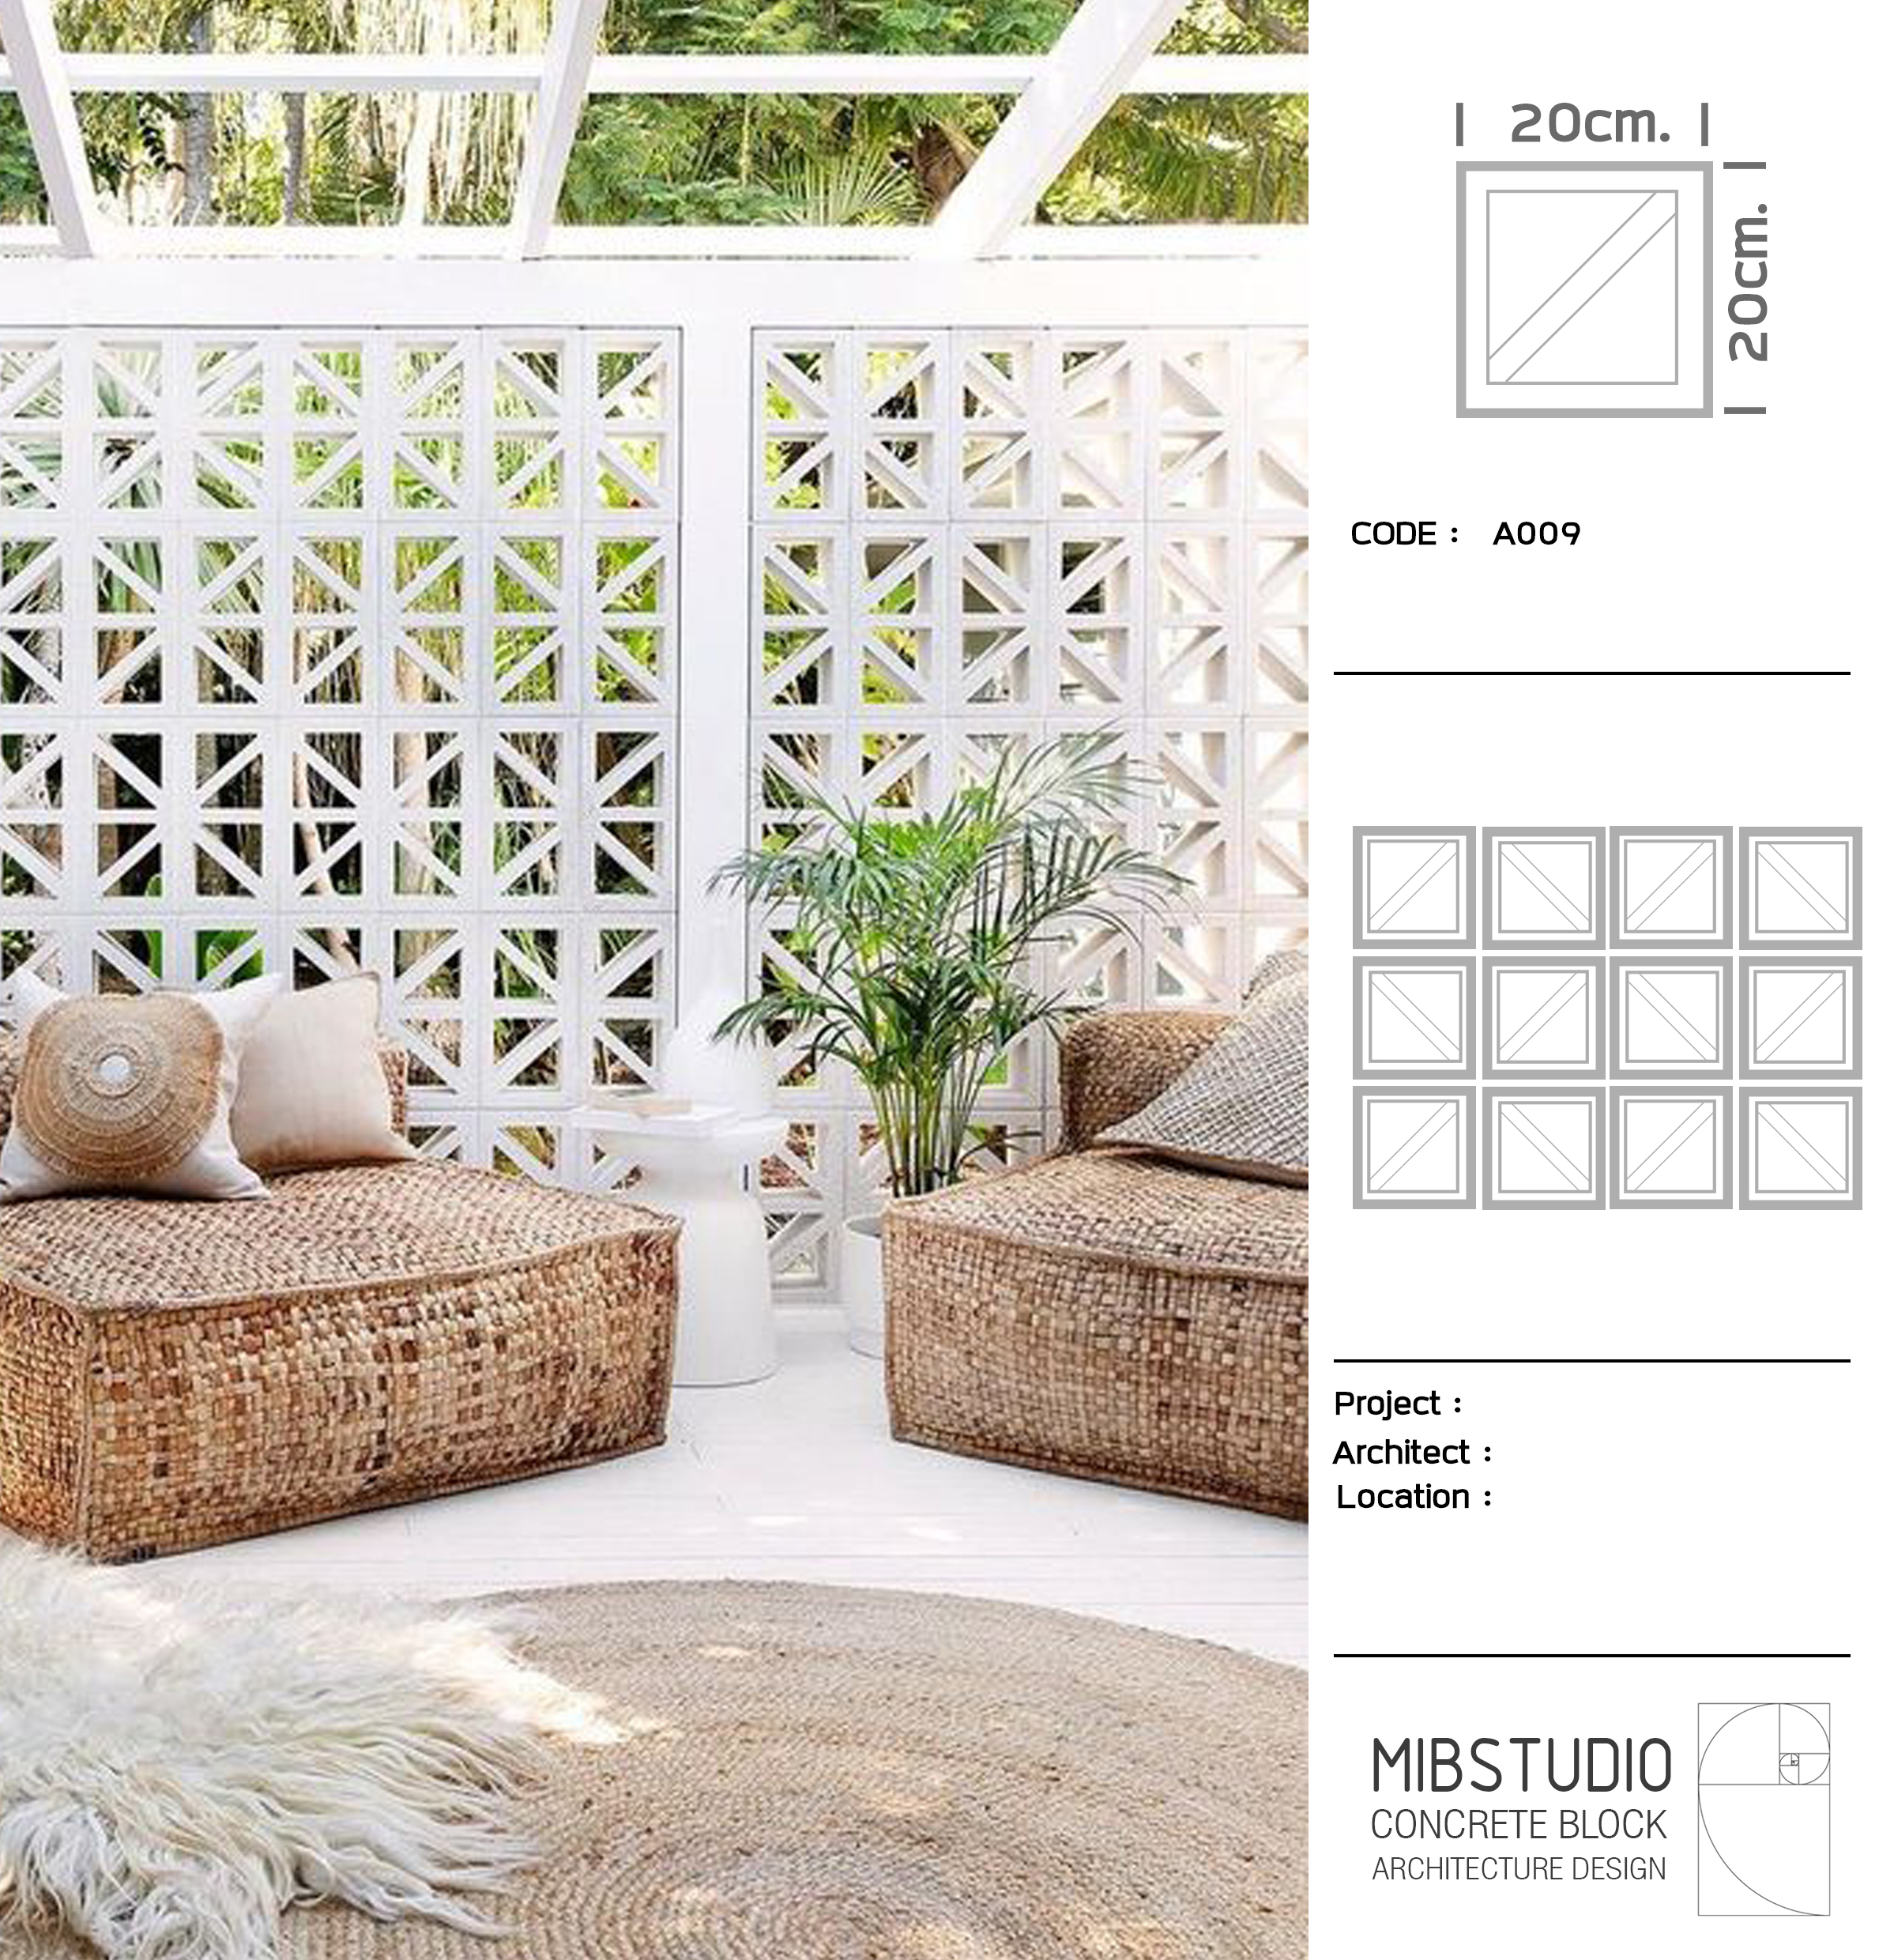 20cm.
20cm.
CODE : A009
Project :
Architect :
Location :
MIBSTUDIO
CONCRETE BLOCK
ARCHITECTURE DESIGN